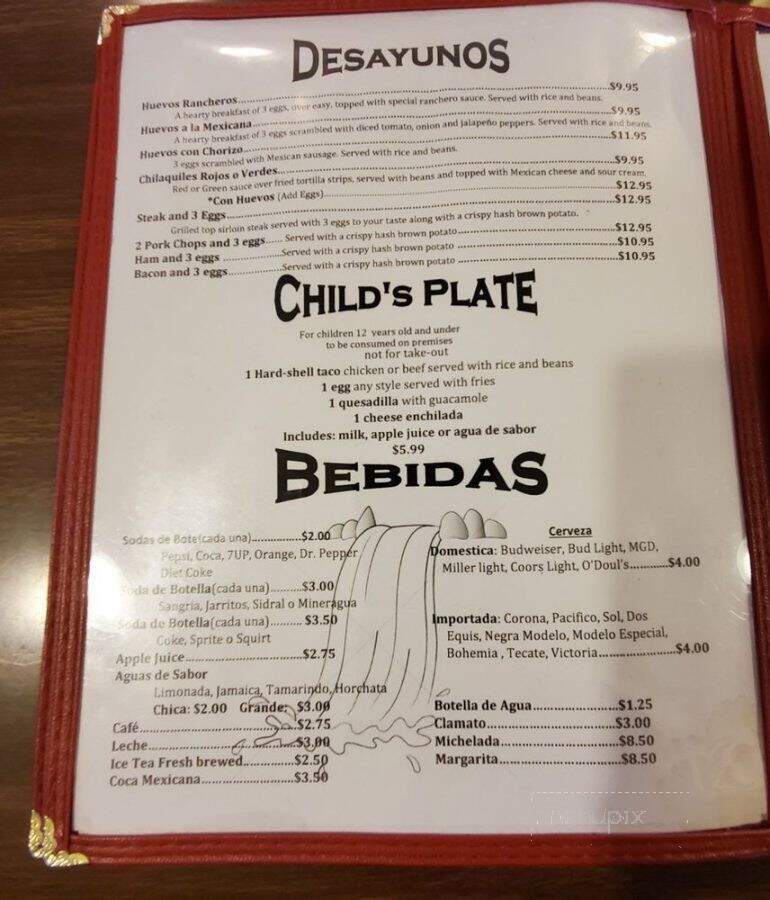 DESAYUNOS
Huevos Rancheros................$9.95
A hearty breakfast of 3 eggs, over easy, topped with special ranchero sauce. Served with rice and beans.
Huevos a la Mexicana................$9.95
A hearty breakfast of 3 eggs scrambled with diced tomato, onion and jalapeño peppers. Served with rice and beans.
Huevos con Chorizo................$11.95
3 eggs scrambled with Mexican sausage. Served with rice and beans.
Chilaquiles Rojos o Verdes................$9.95
Red or Green sauce over fried tortilla strips, served with beans and topped with Mexican cheese and sour cream.
*Con Huevos (Add Eggs)................$12.95
Steak and 3 Eggs................$12.95
Grilled top sirloin steak served with 3 eggs to your taste along with a crispy hash brown potato.
2 Pork Chops and 3 eggs...... Served with a crispy hash brown potato................$12.95
Ham and 3 eggs ................Served with a crispy hash brown potato ................$10.95
Bacon and 3 eggs................Served with a crispy hash brown potato ................$10.95
CHILD'S PLATE
For children 12 years old and under
to be consumed on premises
not for take-out
1 Hard-shell taco chicken or beef served with rice and beans
1 egg any style served with fries
1 quesadilla with guacamole
1 cheese enchilada
Includes: milk, apple juice or agua de sabor
$5.99
BEBIDAS
Sodas de Bote(cada una)..............$2.00
Pepsi, Coca, 7UP, Orange, Dr. Pepper
Diet Coke
Soda de Botella(cada una)..........$3.00
Sangria, Jarritos, Sidral o Mineragua
Soda de Botella(cada una)......... $3.50
Coke, Sprite o Squirt
Apple Juice................$2.75
Aguas de Sabor
Limonada, Jamaica, Tamarindo, Horchata
Chica: $2.00 Grande: $3.00
Café................$2.75
Leche................$3.00
Ice Tea Fresh brewed..............$2.50
Coca Mexicana................$3.50
Cerveza
Domestica: Budweiser, Bud Light, MGD,
Miller light, Coors Light, O'Doul's...........$4.00
Importada: Corona, Pacifico, Sol, Dos
Equis, Negra Modelo, Modelo Especial,
Bohemia , Tecate, Victoria................$4.00
Botella de Agua................$1.25
Clamato................$3.00
Michelada................$8.50
Margarita................$8.50
menupix